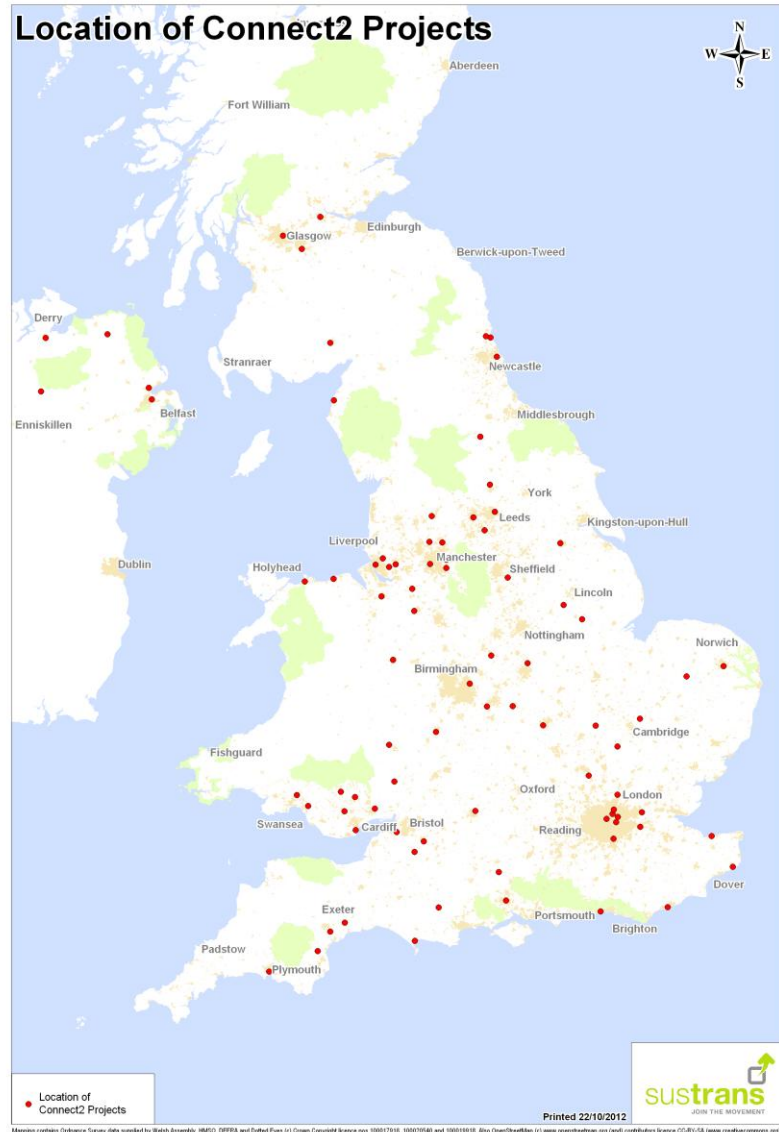 Location of Connect2 Projects
N
W E
S
Aberdeen
Fort William
Glasgow
Edinburgh
Berwick-upon-Tweed
Derry
Stranraer
Newcastle
Belfast
Enniskillen
Middlesbrough
York
Leeds
Kingston-upon-Hull
Liverpool
Manchester
Dublin
Holyhead
Sheffield
Lincoln
Nottingham
Norwich
Birmingham
Cambridge
Fishguard
Oxford
London
Swansea
Cardiff
Bristol
Reading
Dover
Exeter
Portsmouth
Brighton
Padstow
Plymouth
Location of
Connect2 Projects
sustrans
JOIN THE MOVEMENT
Printed 22/10/2012